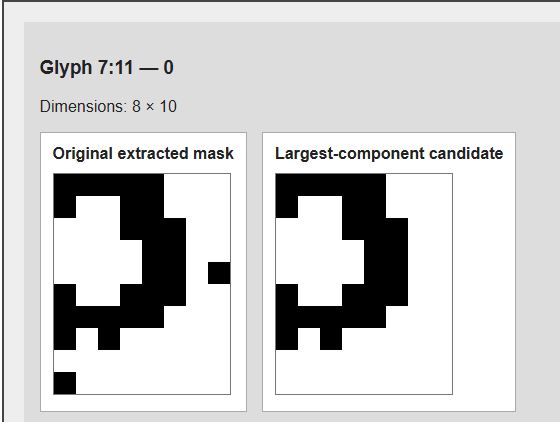 Glyph 7:11 — 0
Dimensions: 8 × 10
Original extracted mask
Largest-component candidate